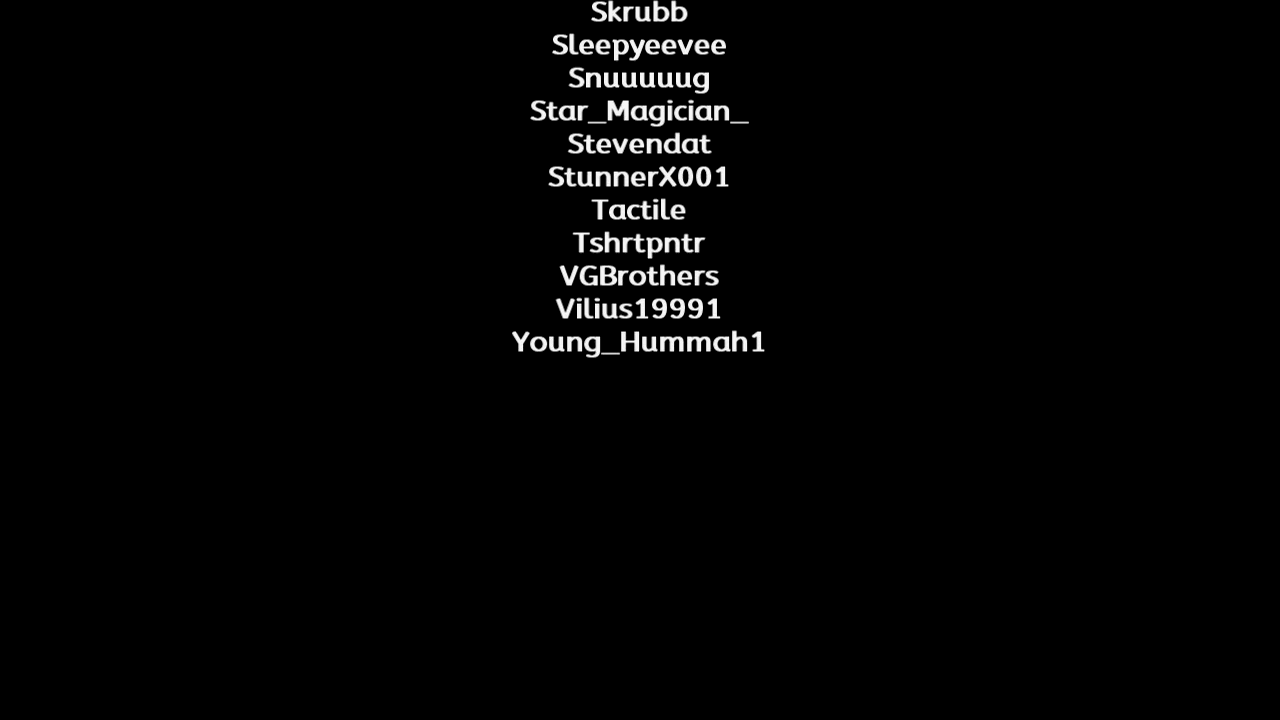 Skrubb
Sleepyeevee
Snuuuuug
Star_Magician_
Stevendat
StunnerX001
Tactile
Tshrtpntr
VGBrothers
Vilius19991
Young_Hummah1